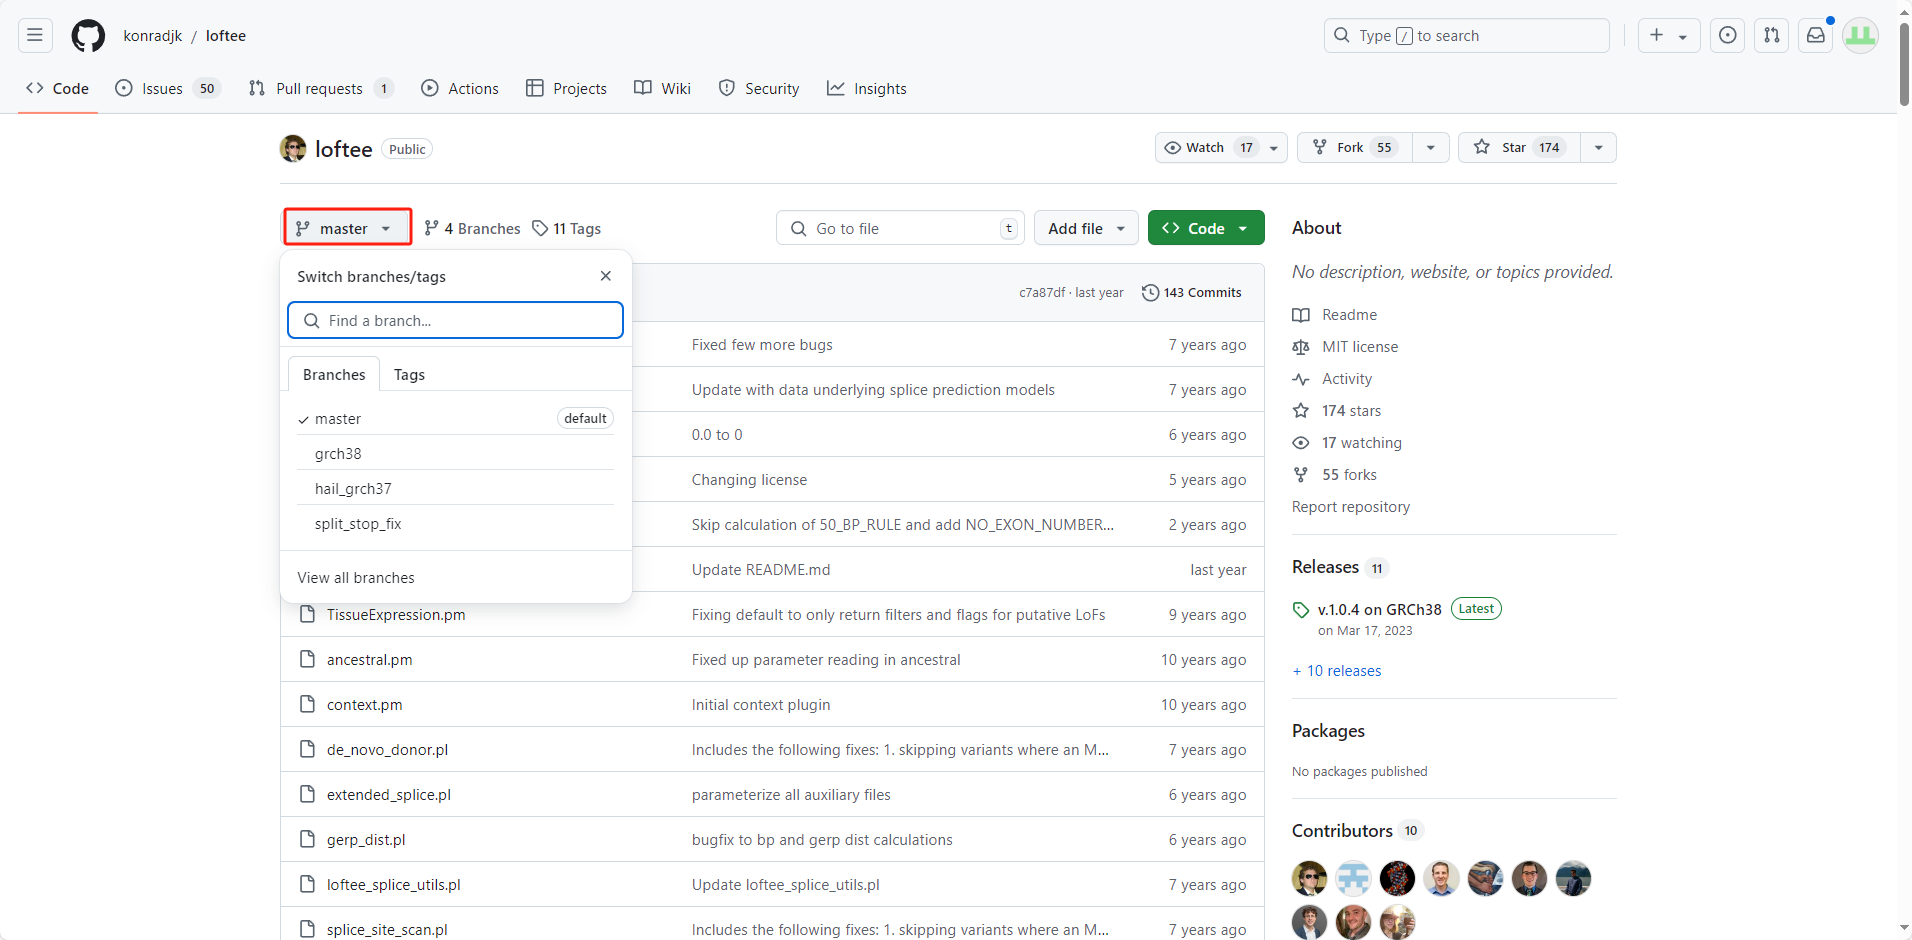 konradjk / loftee
Type / to search
Code
Issues 50
Pull requests 1
Actions
Projects
Wiki
Security
Insights
loftee Public
Watch 17
Fork 55
Star 174
master
4 Branches
11 Tags
Go to file t
Add file
Code
Switch branches/tags
Find a branch...
Branches
Tags
master default
grch38
hail_grch37
split_stop_fix
View all branches
c7a87df · last year
143 Commits
Fixed few more bugs 7 years ago
Update with data underlying splice prediction models 7 years ago
0.0 to 0 6 years ago
Changing license 5 years ago
Skip calculation of 50_BP_RULE and add NO_EXON_NUMBER... 2 years ago
Update README.md last year
TissueExpression.pm Fixing default to only return filters and flags for putative LoFs 9 years ago
ancestral.pm Fixed up parameter reading in ancestral 10 years ago
context.pm Initial context plugin 10 years ago
de_novo_donor.pl Includes the following fixes: 1. skipping variants where an M... 7 years ago
extended_splice.pl parameterize all auxiliary files 6 years ago
gerp_dist.pl bugfix to bp and gerp dist calculations 6 years ago
loftee_splice_utils.pl Update loftee_splice_utils.pl 7 years ago
splice_site_scan.pl Includes the following fixes: 1. skipping variants where an M... 7 years ago
About
No description, website, or topics provided.
Readme
MIT license
Activity
174 stars
17 watching
55 forks
Report repository
Releases 11
v.1.0.4 on GRCh38 Latest
on Mar 17, 2023
+ 10 releases
Packages
No packages published
Contributors 10